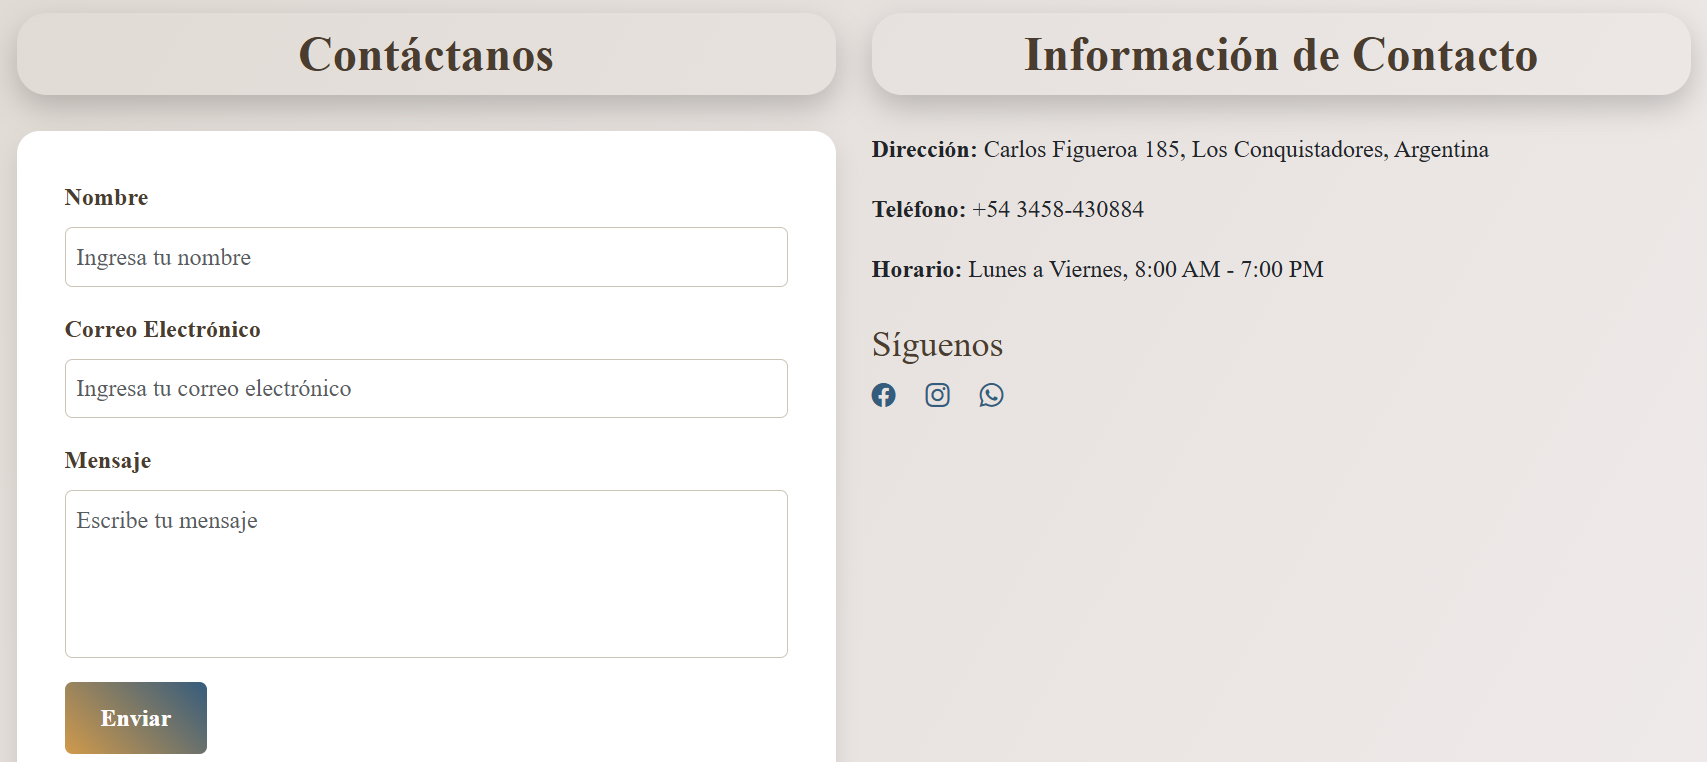 Contáctanos
Nombre
Ingresa tu nombre
Correo Electrónico
Ingresa tu correo electrónico
Mensaje
Escribe tu mensaje
Enviar
Información de Contacto
Dirección: Carlos Figueroa 185, Los Conquistadores, Argentina
Teléfono: +54 3458-430884
Horario: Lunes a Viernes, 8:00 AM - 7:00 PM
Síguenos